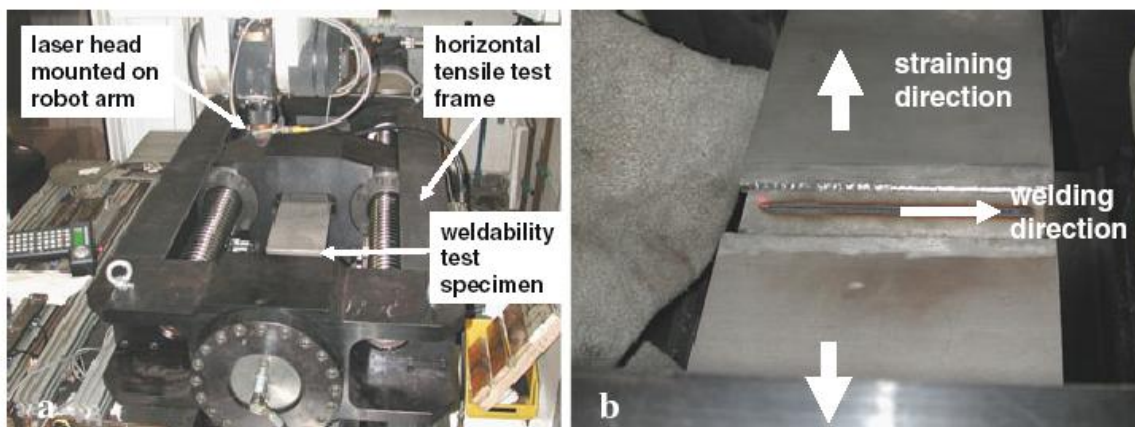 laser head
mounted on
robot arm
horizontal
tensile test
frame
weldability
test
specimen
a
straining
direction
welding
direction
b